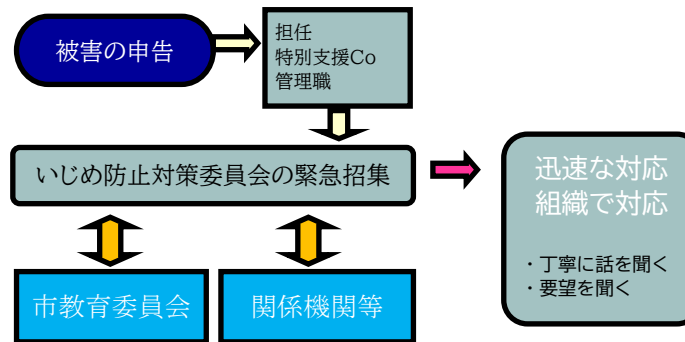 被害の申告
担任
特別支援Co
管理職
いじめ防止対策委員会の緊急招集
迅速な対応
組織で対応
・丁寧に話を聞く
・要望を聞く
市教育委員会
関係機関等